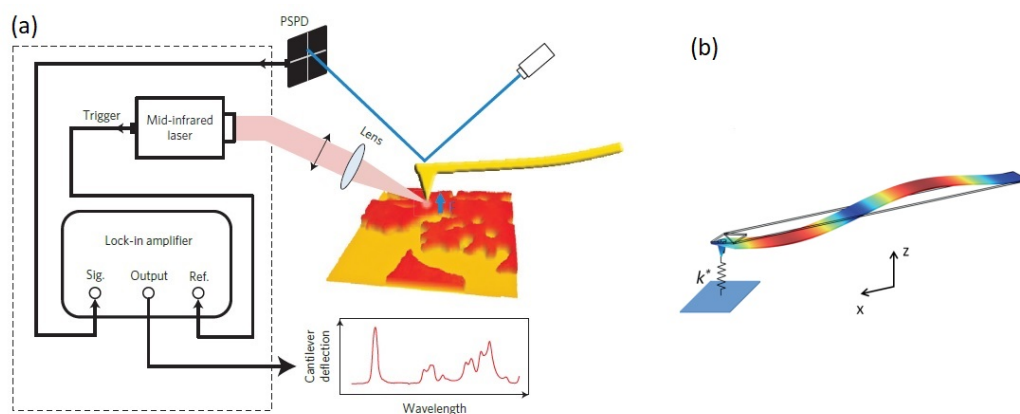 (a)
PSPD
Trigger
Mid-infrared
laser
Lens
Lock-in amplifier
Sig.
Output
Ref.
Cantilever
deflection
Wavelength
(b)
k*
z
x